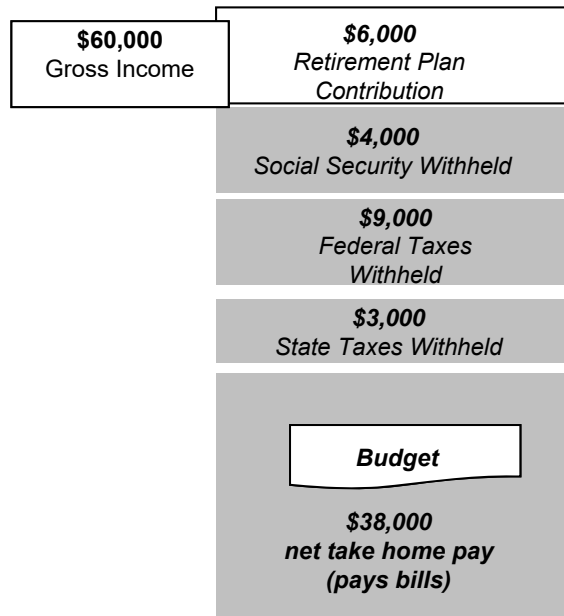 $60,000
Gross Income
$6,000
Retirement Plan
Contribution
$4,000
Social Security Withheld
$9,000
Federal Taxes
Withheld
$3,000
State Taxes Withheld
Budget
$38,000
net take home pay
(pays bills)